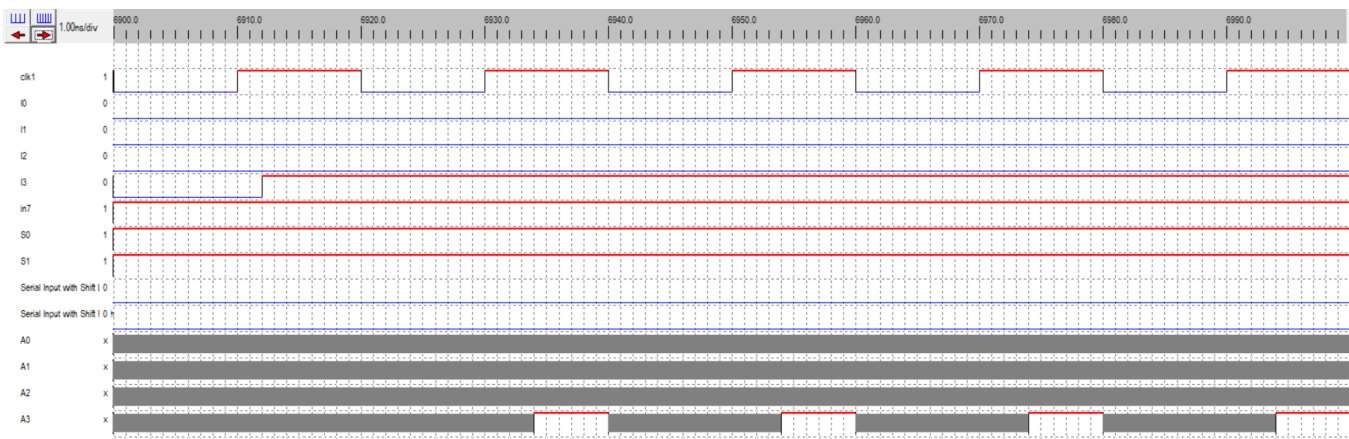 1.00ns/div 6900.0 6910.0 6920.0 6930.0 6940.0 6950.0 6960.0 6970.0 6980.0 6990.0
clk1 1
I0 0
I1 0
I2 0
I3 0
in7 1
S0 1
S1 1
Serial Input with Shift l 0
Serial Input with Shift l 0
A0 x
A1 x
A2 x
A3 x